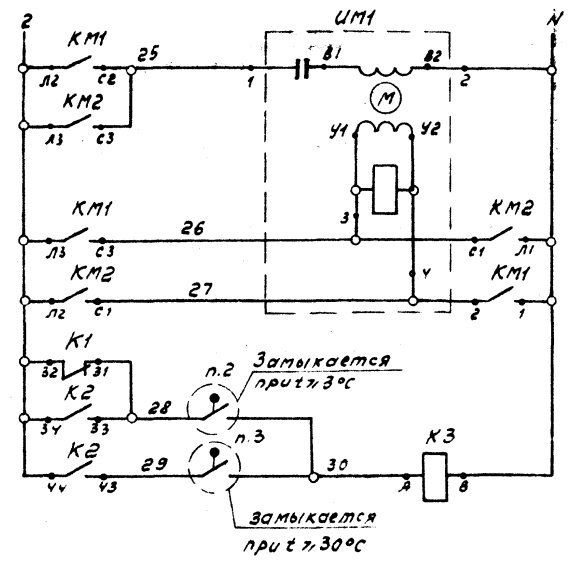 2 ИМ1 N
КМ1 25 В1 В2
Л2 С2 1 2
КМ2 М
Л3 С3 У1 У2
КМ1 26 3 КМ2
Л3 С3 С1 Л1
КМ2 27 4 КМ1
Л2 С1 2 1
К1
32 31
К2 28 п.2 Замыкается
34 33 при t ⩾ 3°С
К2 29 п.3 30 К3
44 43 А В
Замыкается
при t ⩾ 30°С